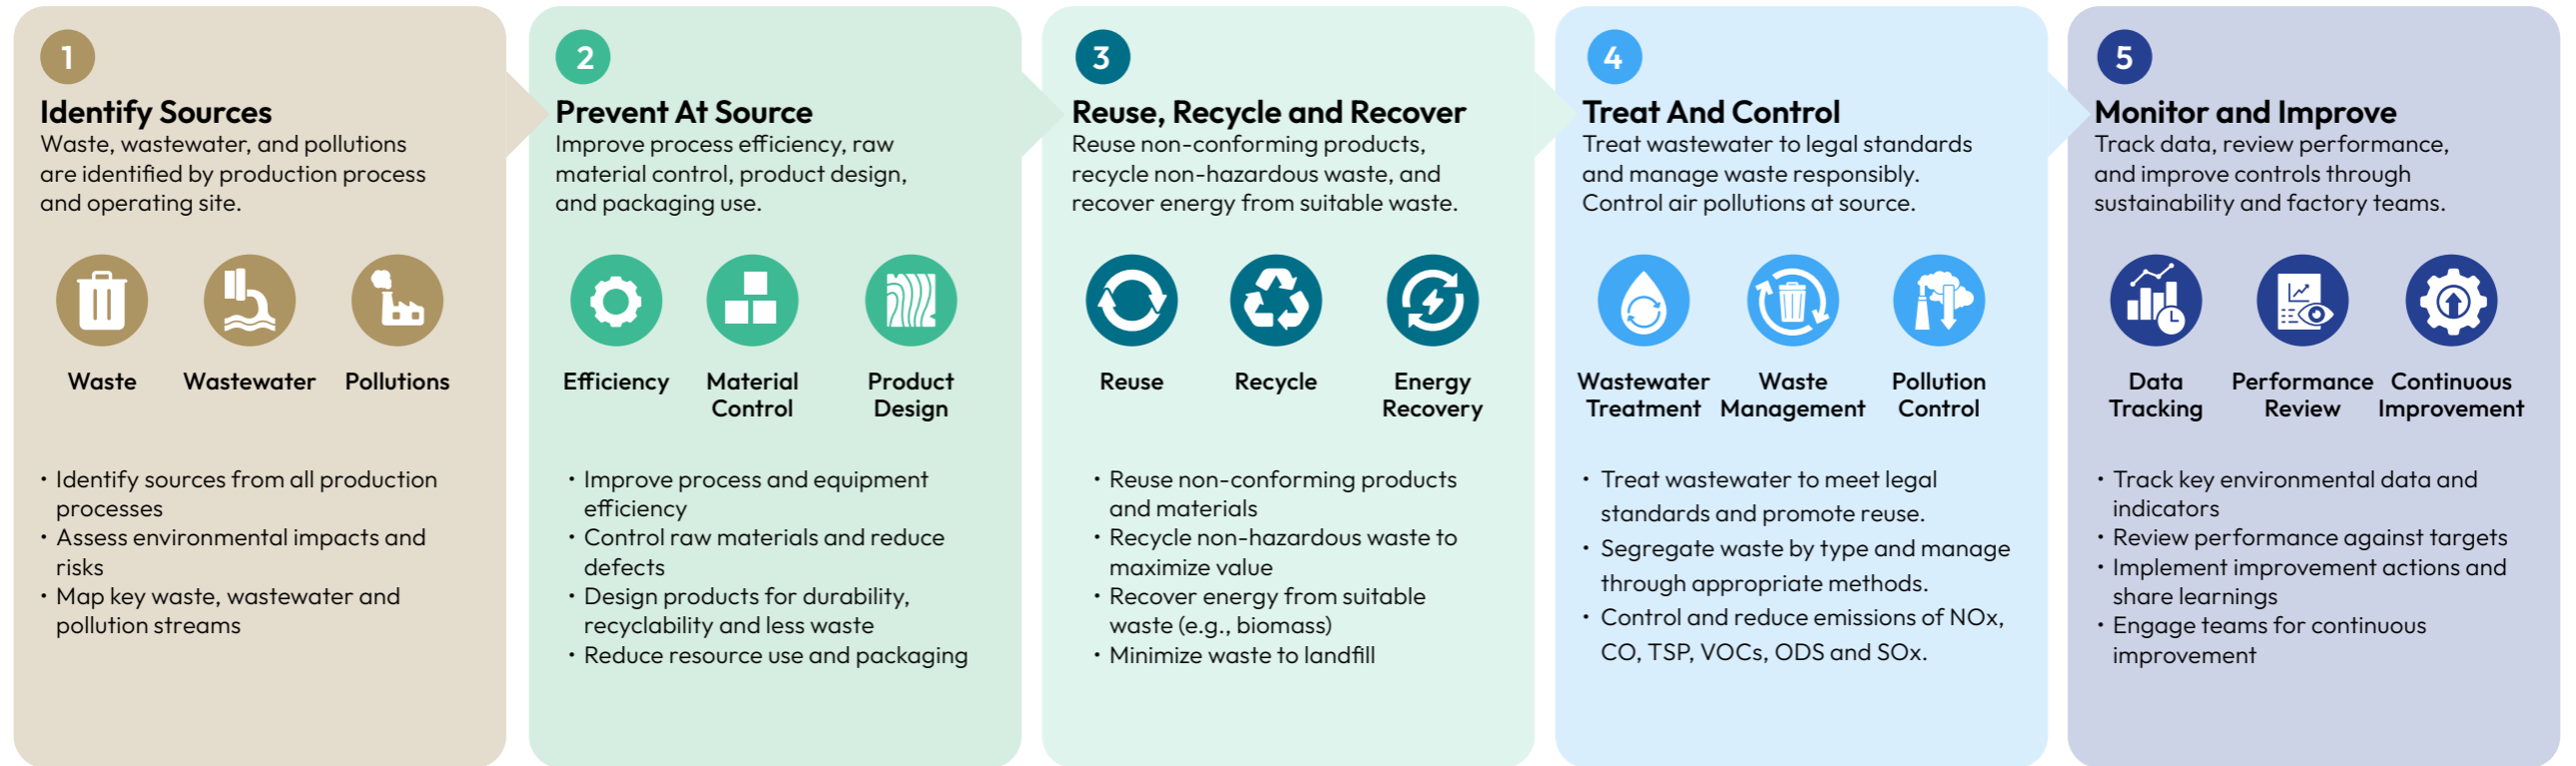 1
Identify Sources
Waste, wastewater, and pollutions
are identified by production process
and operating site.
Waste
Wastewater
Pollutions
• Identify sources from all production
processes
• Assess environmental impacts and
risks
• Map key waste, wastewater and
pollution streams
2
Prevent At Source
Improve process efficiency, raw
material control, product design,
and packaging use.
Efficiency
Material
Control
Product
Design
• Improve process and equipment
efficiency
• Control raw materials and reduce
defects
• Design products for durability,
recyclability and less waste
• Reduce resource use and packaging
3
Reuse, Recycle and Recover
Reuse non-conforming products,
recycle non-hazardous waste, and
recover energy from suitable waste.
Reuse
Recycle
Energy
Recovery
• Reuse non-conforming products
and materials
• Recycle non-hazardous waste to
maximize value
• Recover energy from suitable
waste (e.g., biomass)
• Minimize waste to landfill
4
Treat And Control
Treat wastewater to legal standards
and manage waste responsibly.
Control air pollutions at source.
Wastewater
Treatment
Waste
Management
Pollution
Control
• Treat wastewater to meet legal
standards and promote reuse.
• Segregate waste by type and manage
through appropriate methods.
• Control and reduce emissions of NOx,
CO, TSP, VOCs, ODS and SOx.
5
Monitor and Improve
Track data, review performance,
and improve controls through
sustainability and factory teams.
Data
Tracking
Performance
Review
Continuous
Improvement
• Track key environmental data and
indicators
• Review performance against targets
• Implement improvement actions and
share learnings
• Engage teams for continuous
improvement